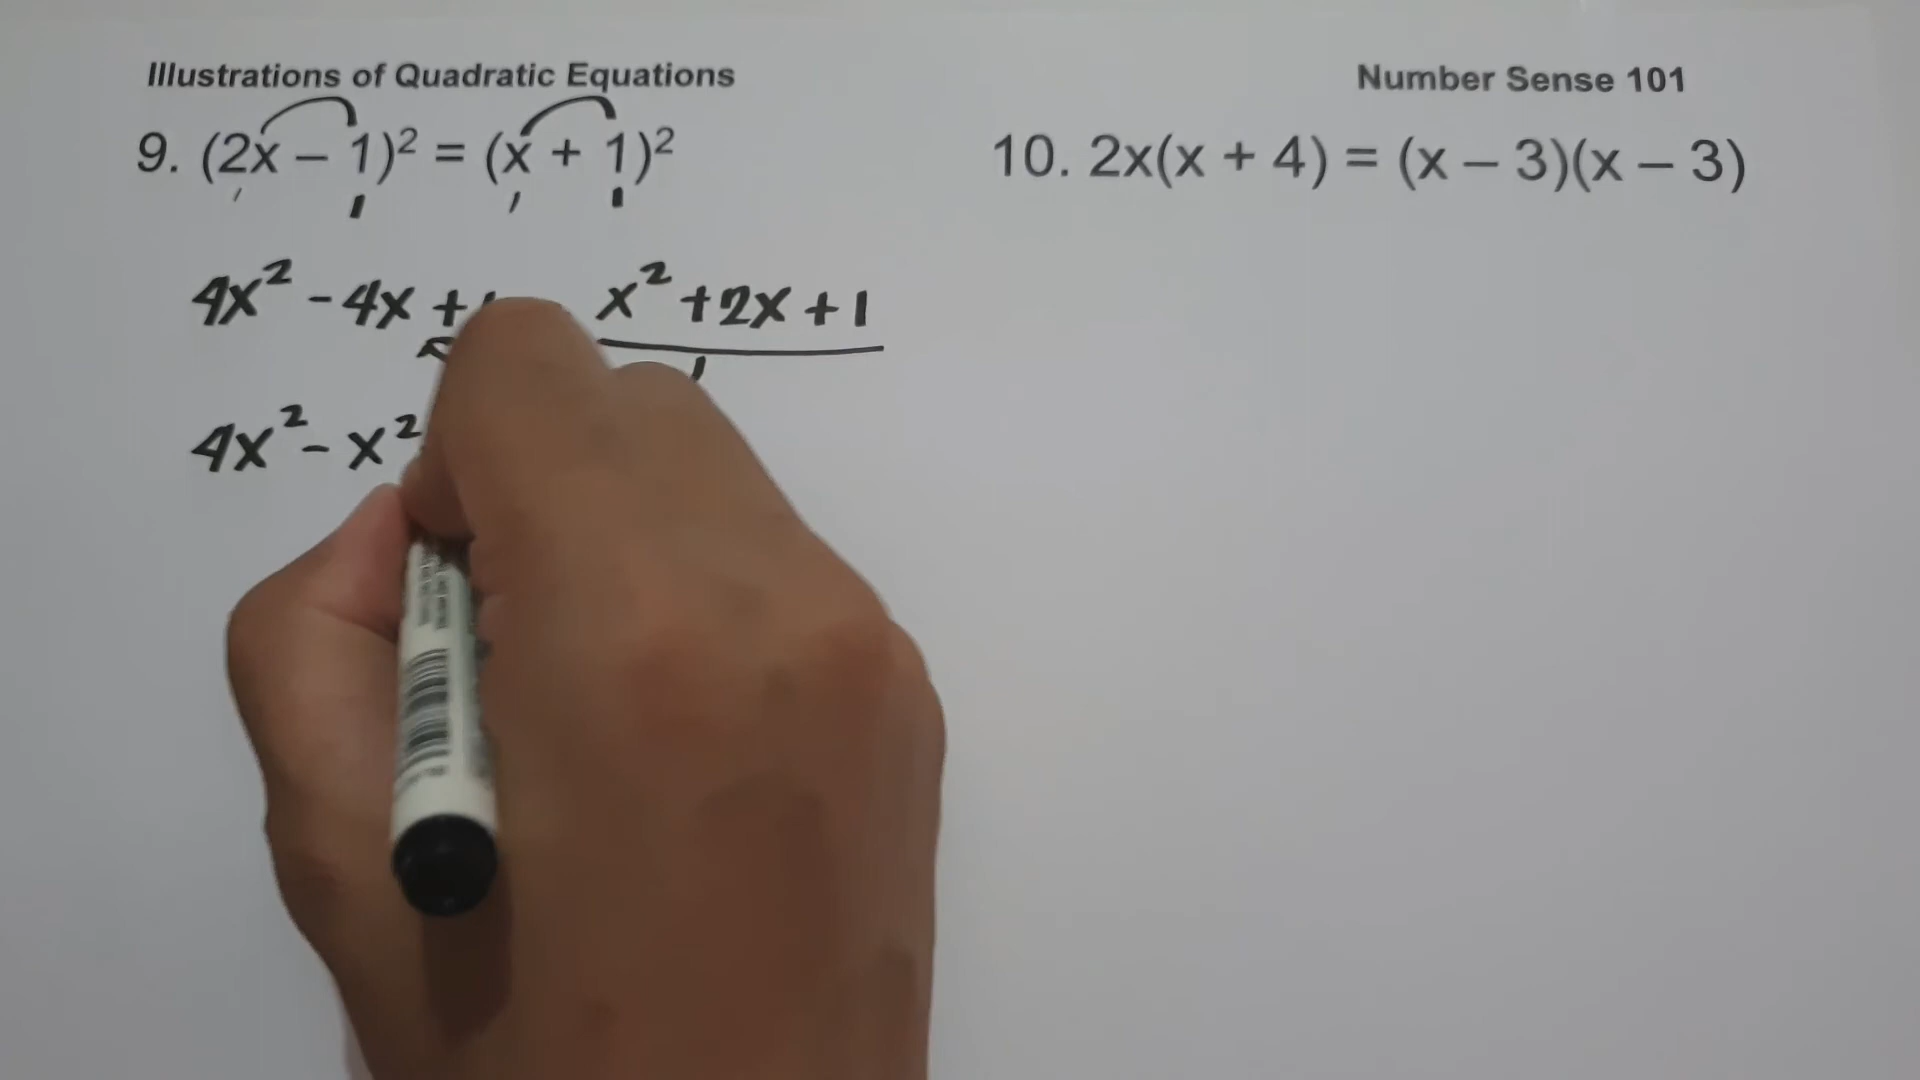 Illustrations of Quadratic Equations
Number Sense 101
9. (2x – 1)² = (x + 1)²
10. 2x(x + 4) = (x – 3)(x – 3)
4x² - 4x + x² + 2x + 1
4x² - x²